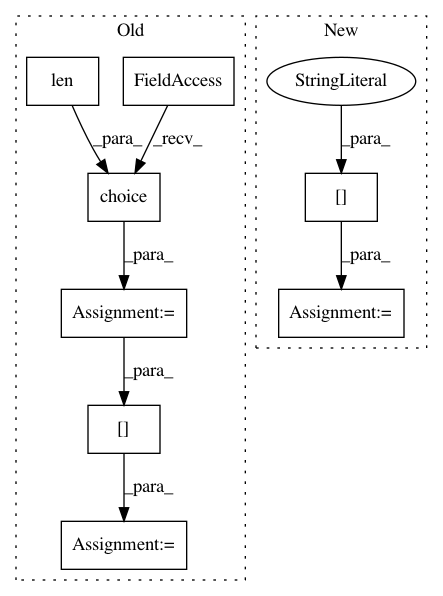 Old
New
len
FieldAccess
StringLiteral
_para_
_recv_
_para_
choice
[]
_para_
_para_
Assignment:=
Assignment:=
_para_
[]
_para_
Assignment:=